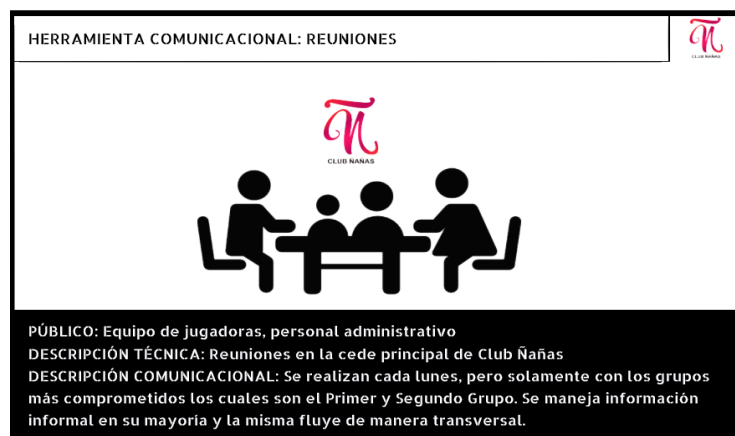 HERRAMIENTA COMUNICACIONAL: REUNIONES
Ñ
CLUB ÑAÑAS
Ñ
CLUB ÑAÑAS
PÚBLICO: Equipo de jugadoras, personal administrativo
DESCRIPCIÓN TÉCNICA: Reuniones en la cede principal de Club Ñañas
DESCRIPCIÓN COMUNICACIONAL: Se realizan cada lunes, pero solamente con los grupos
más comprometidos los cuales son el Primer y Segundo Grupo. Se maneja información
informal en su mayoría y la misma fluye de manera transversal.